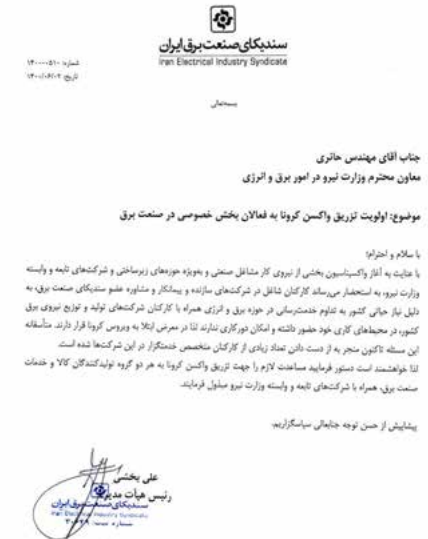 سندیکای صنعت برق ایران
Iran Electrical Industry Syndicate
شماره: ۱۴۰۰۰۰۵۱۰
تاریخ: ۱۴۰۰/۰۶/۰۲
بسمه‌تعالی
جناب آقای مهندس حائری
معاون محترم وزارت نیرو در امور برق و انرژی
موضوع: اولویت تزریق واکسن کرونا به فعالان بخش خصوصی در صنعت برق
با سلام و احترام؛
با عنایت به آغاز واکسیناسیون بخشی از نیروی کار مشاغل صنعتی و به‌ویژه حوزه‌های زیرساختی و شرکت‌های تابعه و وابسته
وزارت نیرو، به استحضار می‌رساند کارکنان شاغل در شرکت‌های سازنده و پیمانکار و مشاوره عضو سندیکای صنعت برق، به
دلیل نیاز حیاتی کشور به تداوم خدمت‌رسانی در حوزه برق و انرژی همراه با کارکنان شرکت‌های تولید و توزیع نیروی برق
کشور، در محیط‌های کاری خود حضور داشته و امکان دورکاری ندارند لذا در معرض ابتلا به ویروس کرونا قرار دارند. متأسفانه
این مسئله تاکنون منجر به از دست دادن تعداد زیادی از کارکنان متخصص خدمتگزار در این شرکت‌ها شده است.
لذا خواهشمند است دستور فرمایید مساعدت لازم را جهت تزریق واکسن کرونا به هر دو گروه تولیدکنندگان کالا و خدمات
صنعت برق، همراه با شرکت‌های تابعه و وابسته وزارت نیرو مبذول فرمایند.
پیشاپیش از حسن توجه جنابعالی سپاسگزاریم.
علی بخشی
رئیس هیأت مدیره
سندیکای صنعت برق ایران
Iran Electrical Industry Syndicate